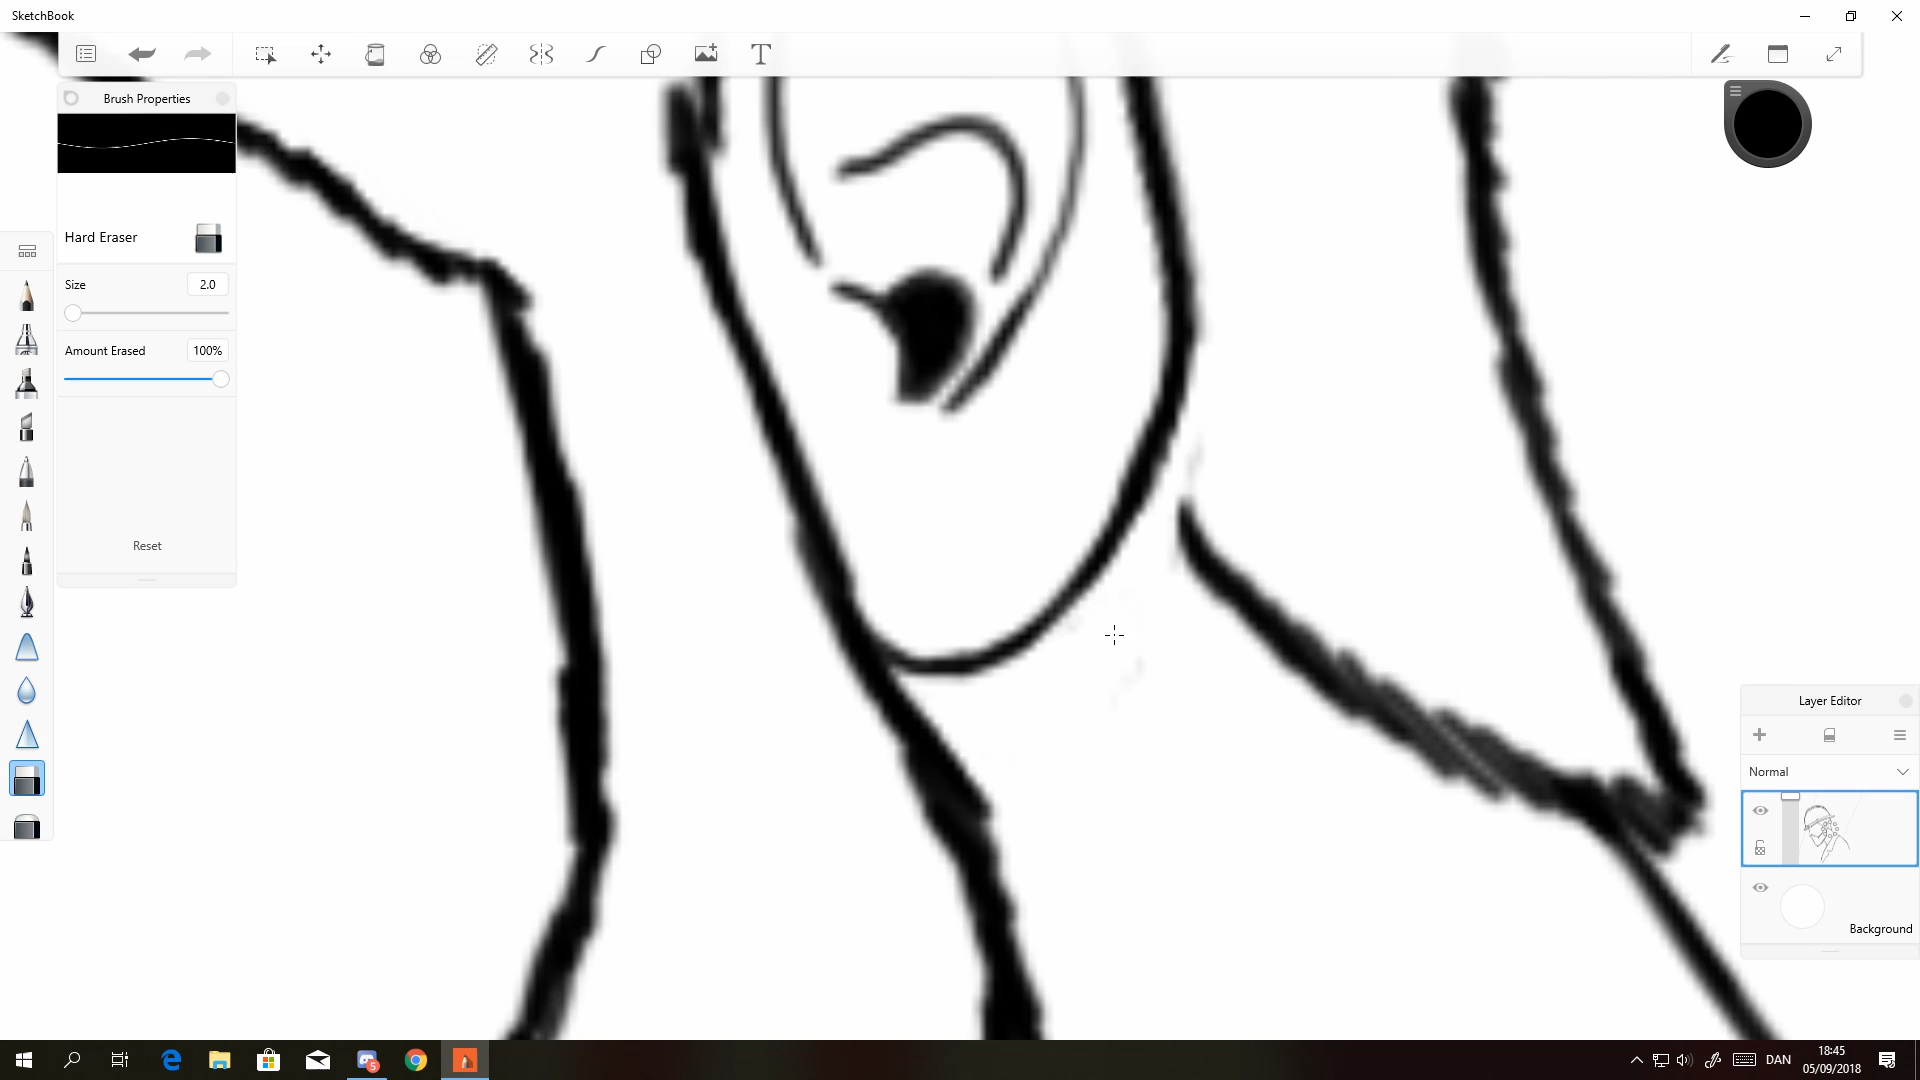 SketchBook
T
Brush Properties
Hard Eraser
Size
2.0
Amount Erased
100%
Reset
Layer Editor
Normal
Background
5
DAN
18:45
05/09/2018